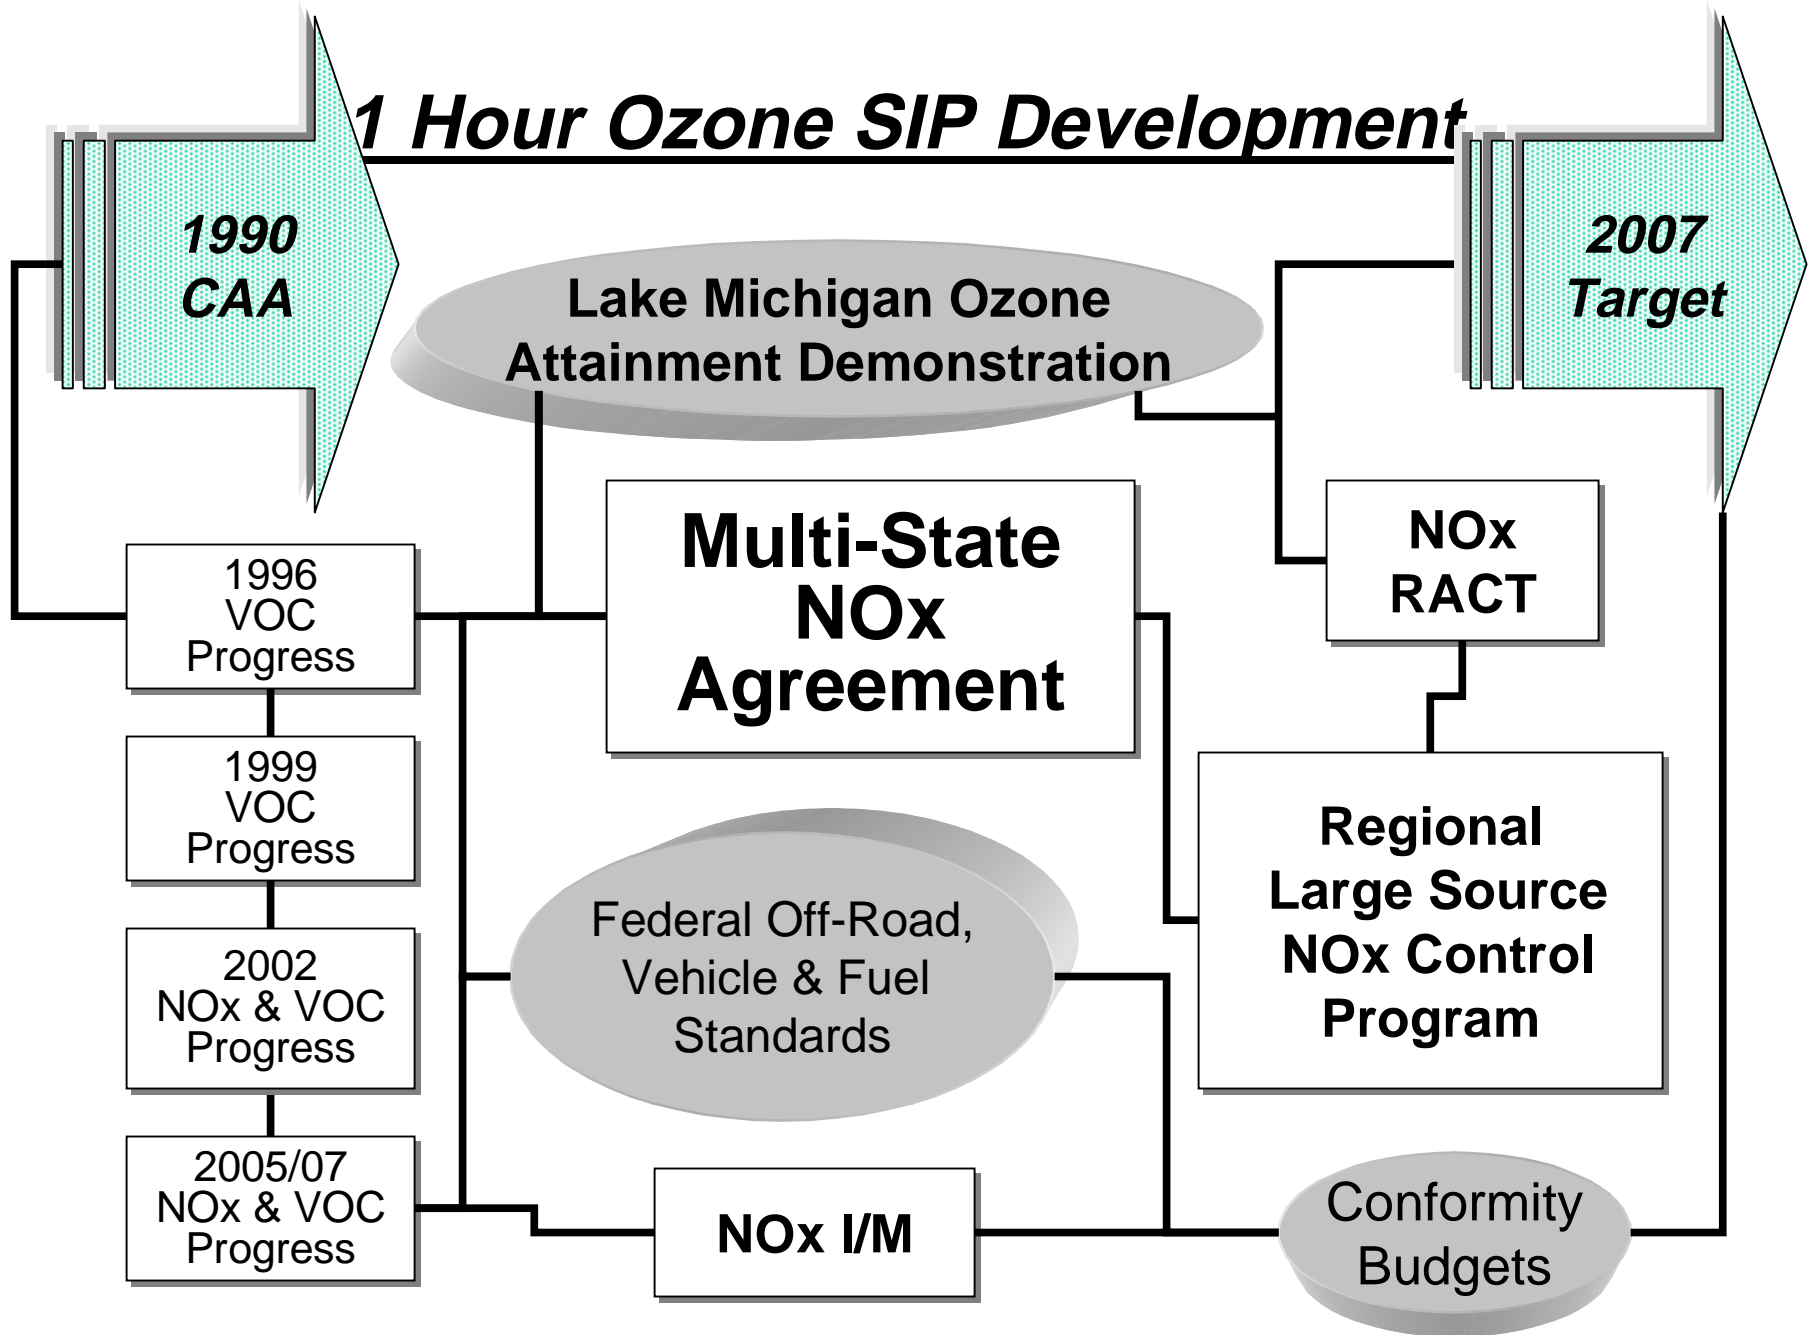 1 Hour Ozone SIP Development
1990
CAA
2007
Target
Lake Michigan Ozone
Attainment Demonstration
Multi-State
NOx
Agreement
NOx
RACT
1996
VOC
Progress
1999
VOC
Progress
Regional
Large Source
NOx Control
Program
Federal Off-Road,
Vehicle & Fuel
Standards
2002
NOx & VOC
Progress
2005/07
NOx & VOC
Progress
NOx I/M
Conformity
Budgets